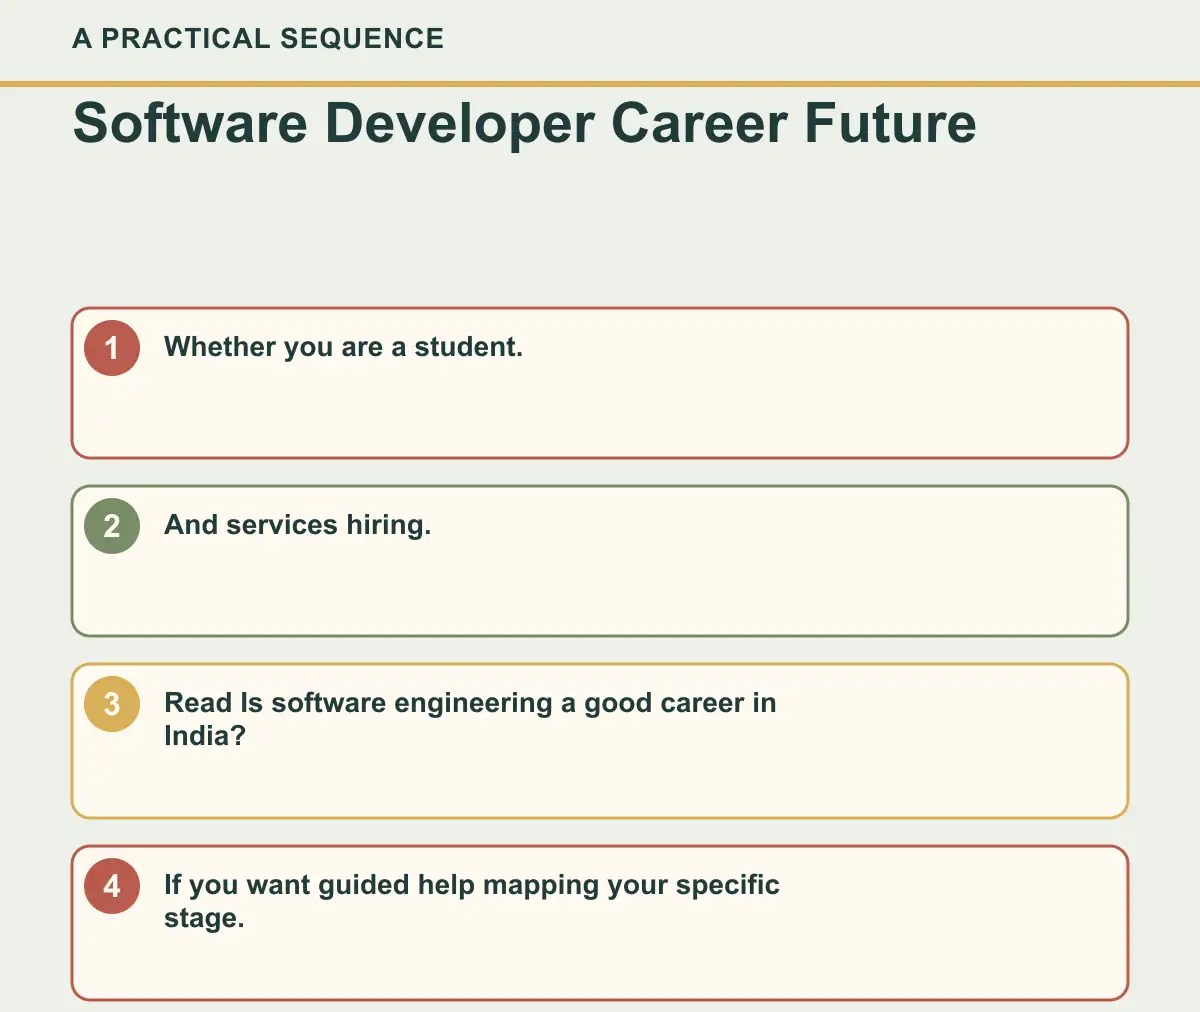 A PRACTICAL SEQUENCE
Software Developer Career Future
1
Whether you are a student.
2
And services hiring.
3
Read Is software engineering a good career in
India?
4
If you want guided help mapping your specific
stage.